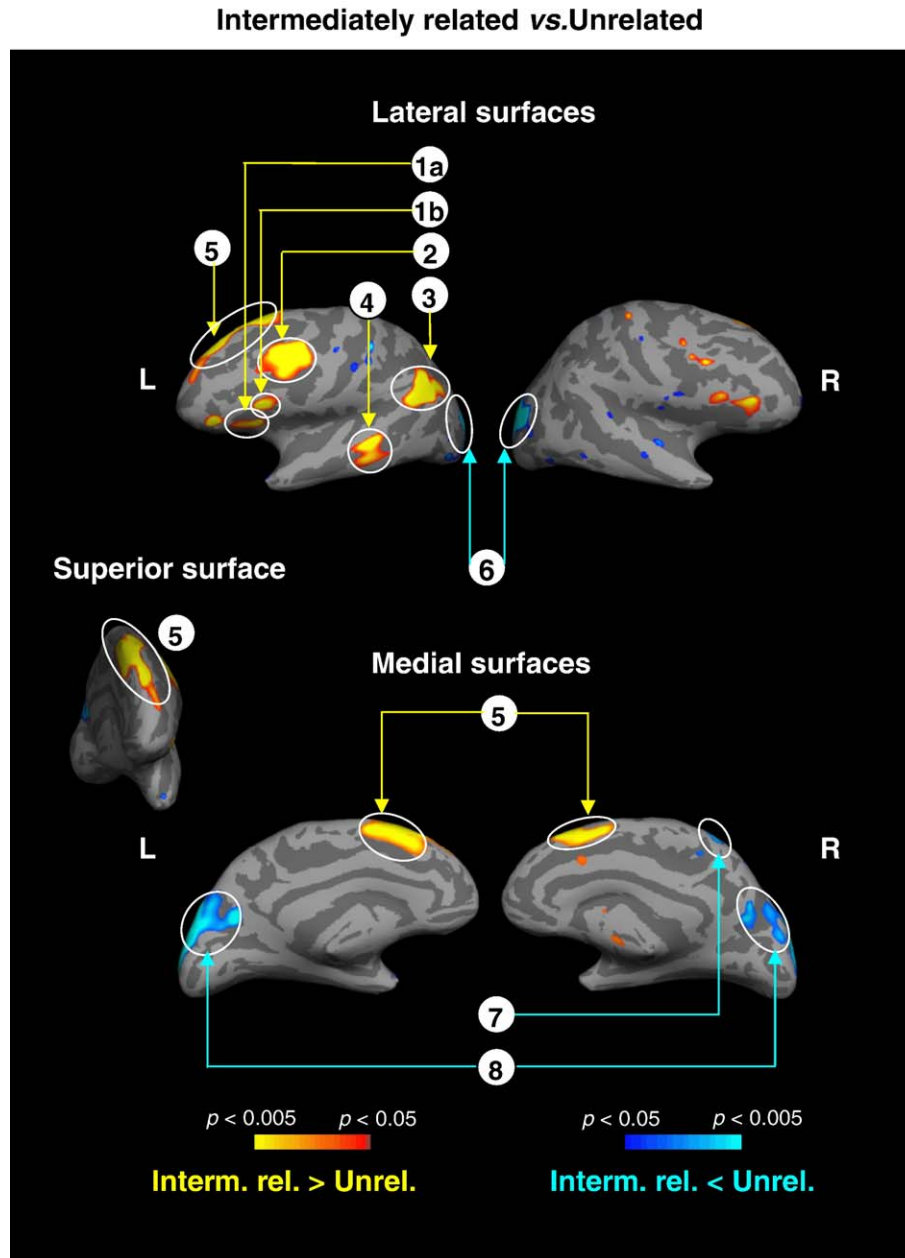 Intermediately related vs.Unrelated
Lateral surfaces
1a
1b
5
2
4
3
L
R
6
Superior surface
5
Medial surfaces
5
L
R
7
8
p < 0.005 p < 0.05
p < 0.05 p < 0.005
Interm. rel. > Unrel.
Interm. rel. < Unrel.